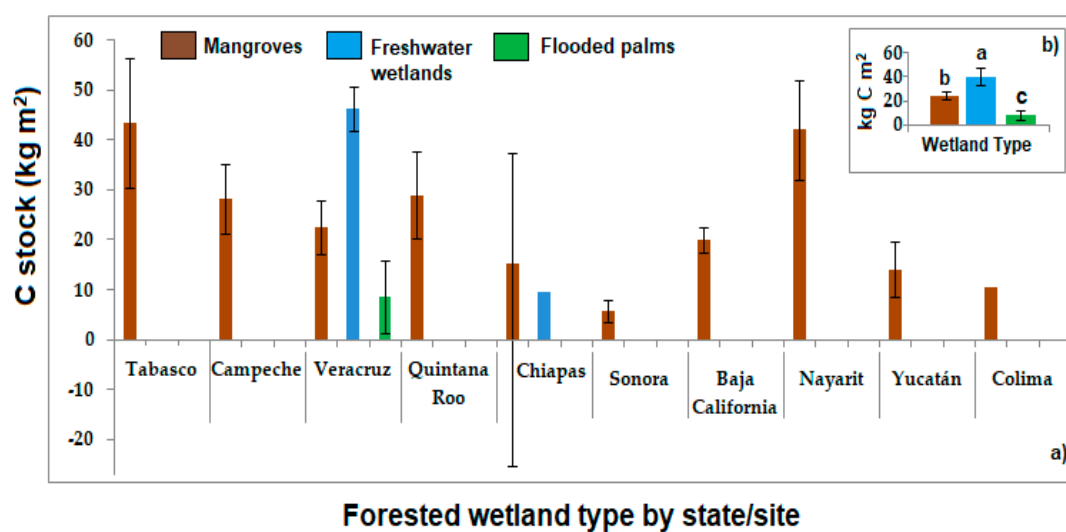 C stock (kg m²)
60
50
40
30
20
10
0
-10
-20
Mangroves
Freshwater
wetlands
Flooded palms
b)
kg C m²
60
40
20
0
b
a
c
Wetland Type
Tabasco
Campeche
Veracruz
Quintana
Roo
Chiapas
Sonora
Baja
California
Nayarit
Yucatán
Colima
a)
Forested wetland type by state/site